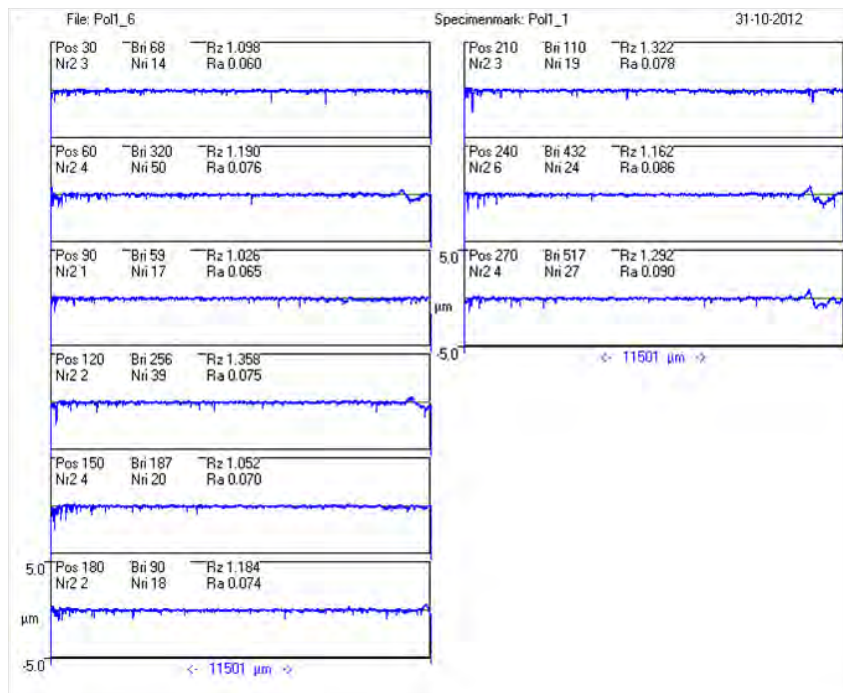 File: Pol1_6 Specimenmark: Pol1_1 31-10-2012
Pos 30 Bri 68 Rz 1.098
Nr2 3 Nri 14 Ra 0.060
Pos 60 Bri 320 Rz 1.190
Nr2 4 Nri 50 Ra 0.076
Pos 90 Bri 59 Rz 1.026
Nr2 1 Nri 17 Ra 0.065
Pos 120 Bri 256 Rz 1.358
Nr2 2 Nri 39 Ra 0.075
Pos 150 Bri 187 Rz 1.052
Nr2 4 Nri 20 Ra 0.070
5.0 Pos 180 Bri 90 Rz 1.184
Nr2 2 Nri 18 Ra 0.074
µm
-5.0
<- 11501 µm ->
Pos 210 Bri 110 Rz 1.322
Nr2 3 Nri 19 Ra 0.078
Pos 240 Bri 432 Rz 1.162
Nr2 6 Nri 24 Ra 0.086
5.0 Pos 270 Bri 517 Rz 1.292
Nr2 4 Nri 27 Ra 0.090
µm
-5.0
<- 11501 µm ->